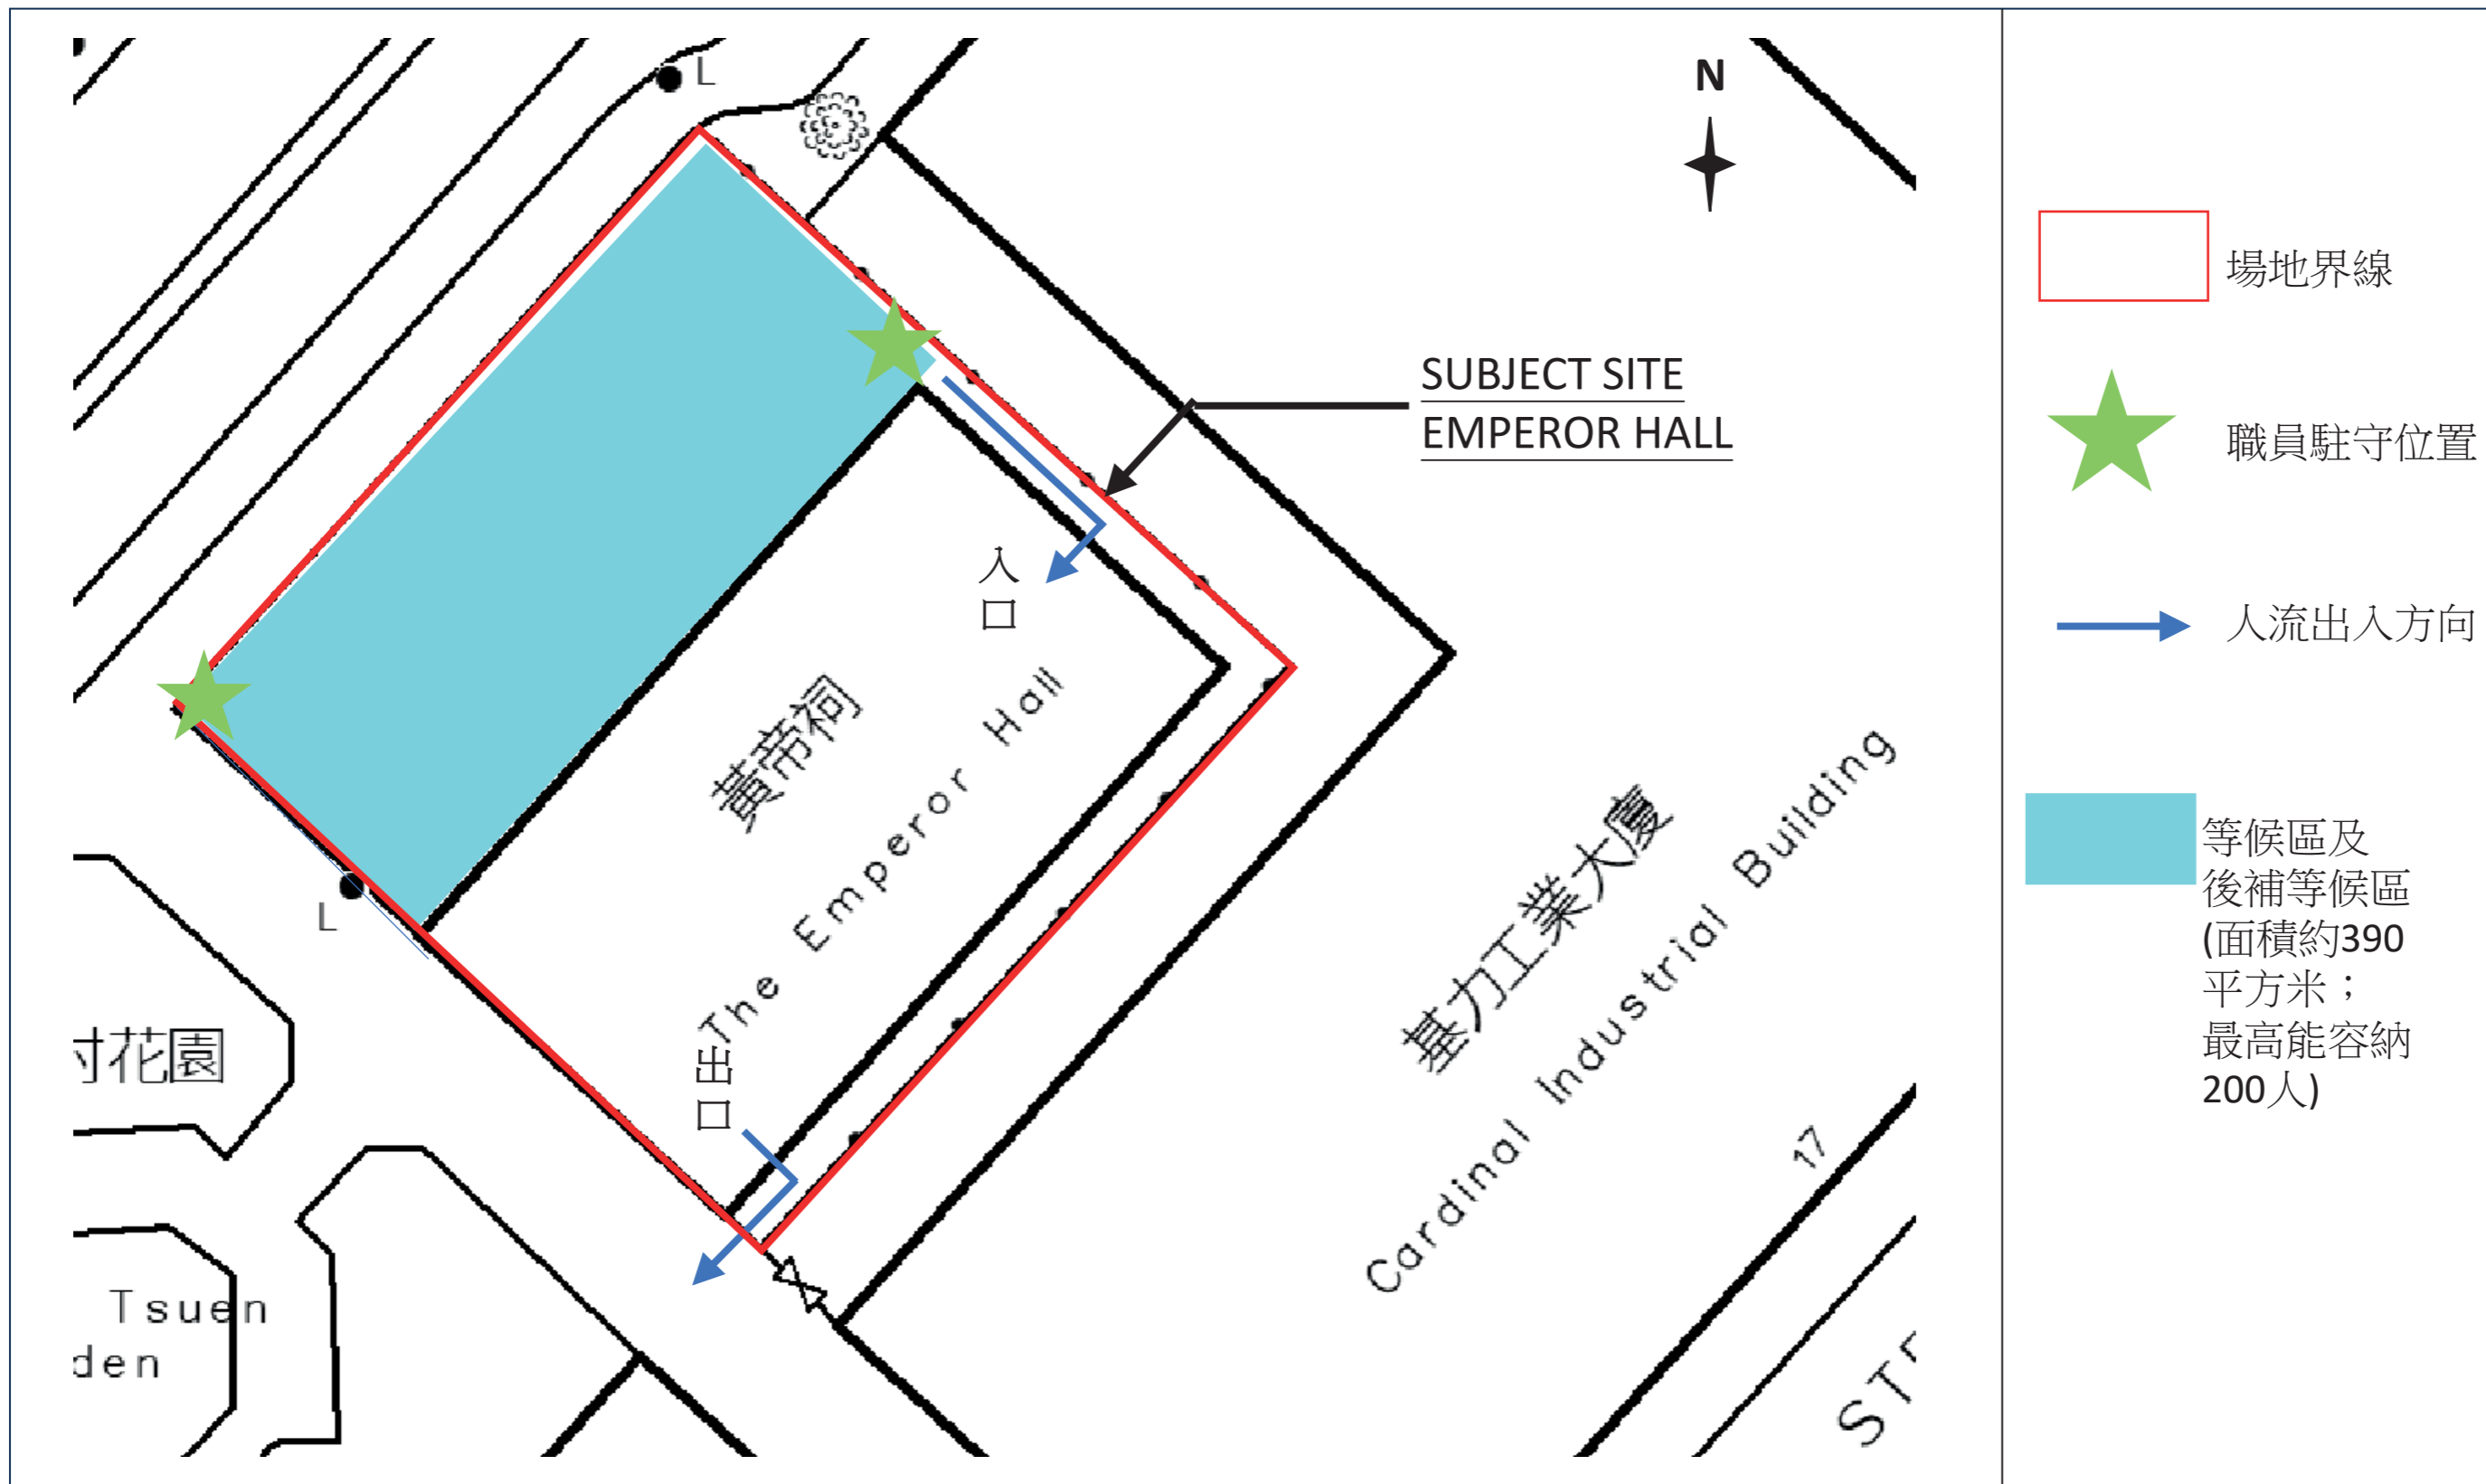 L
N
SUBJECT SITE
EMPEROR HALL
入
口
黃帝祠
The Emperor Hall
L
出
口
基力工業大廈
Cardinal Industrial Building
17
花園
Tsuen
den
場地界線
職員駐守位置
人流出入方向
等候區及
後補等候區
(面積約390
平方米；
最高能容納
200人)